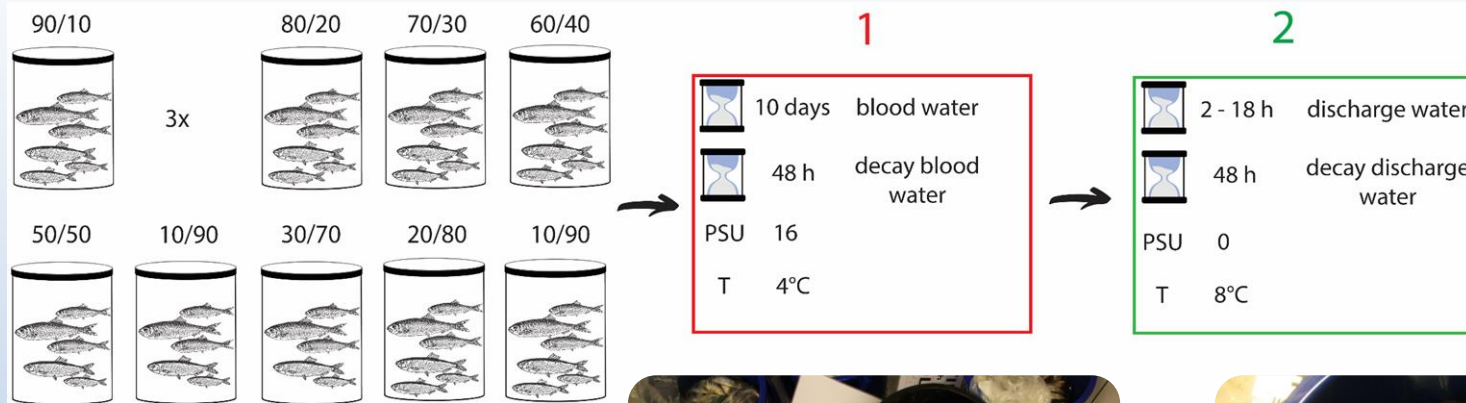 90/10
3x
80/20
70/30
60/40
50/50
10/90
30/70
20/80
10/90
1
10 days blood water
48 h decay blood
water
PSU 16
T 4°C
2
2 - 18 h discharge water
48 h decay discharge
water
PSU 0
T 8°C